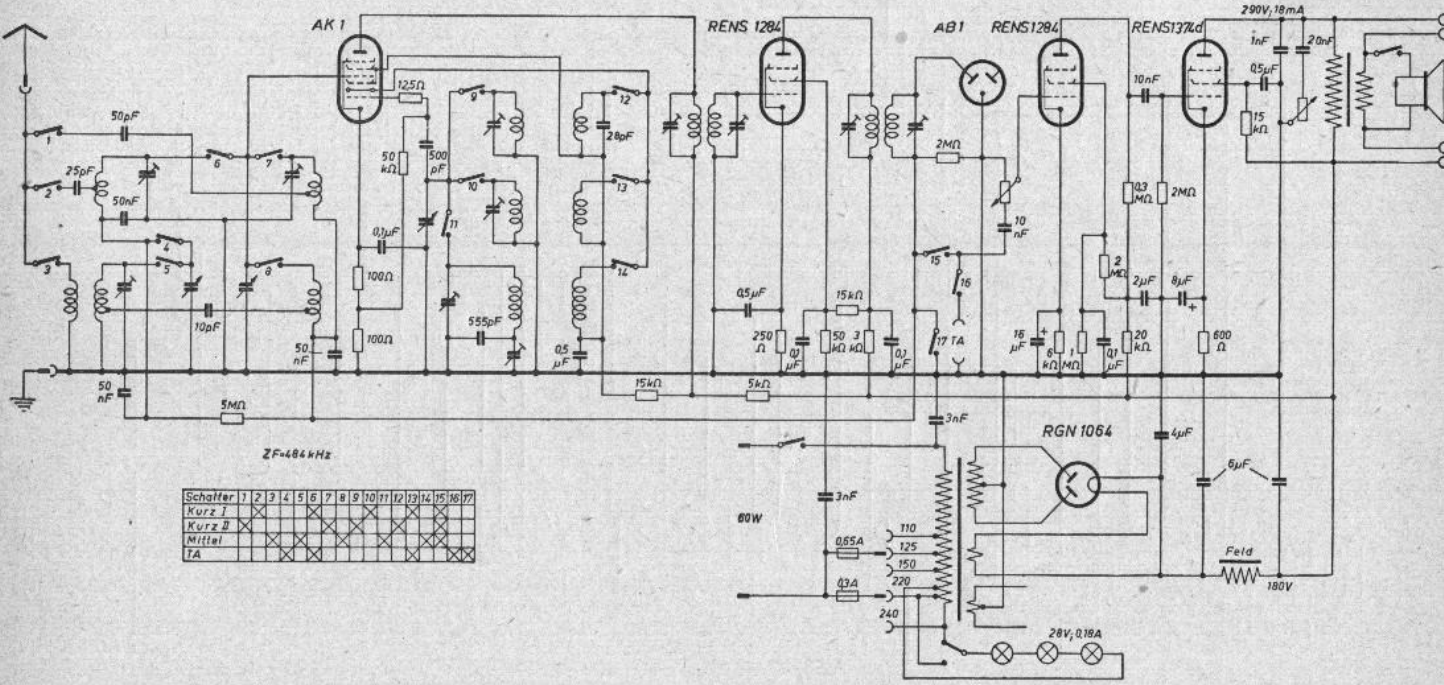 AK 1
RENS 1284
AB 1
RENS 1284
RENS 1374d
290V; 18mA
1nF
20nF
12,5Ω
50pF
1
9
12
10nF
0,5µF
15 kΩ
25pF
2
6
7
50 kΩ
500 pF
28pF
2MΩ
50nF
10
13
0,3 MΩ
2MΩ
4
0,1µF
11
10 nF
3
5
8
100Ω
14
15
16
2 MΩ
2µF
8µF
10pF
0,5µF
15kΩ
100Ω
555pF
50 nF
0,5 µF
250 Ω
0,1 µF
50 kΩ
3 kΩ
0,1 µF
17
TA
16 µF
6 kΩ
1 MΩ
0,1 µF
20 kΩ
600 Ω
50 nF
5MΩ
15kΩ
5kΩ
3nF
RGN 1064
4µF
ZF=484 kHz
6µF
Schalter 1 2 3 4 5 6 7 8 9 10 11 12 13 14 15 16 17
Kurz I
Kurz II
Mittel
TA
60W
3nF
110
0,65A
125
150
0,3A
220
240
Feld
180V
28V; 0,18A